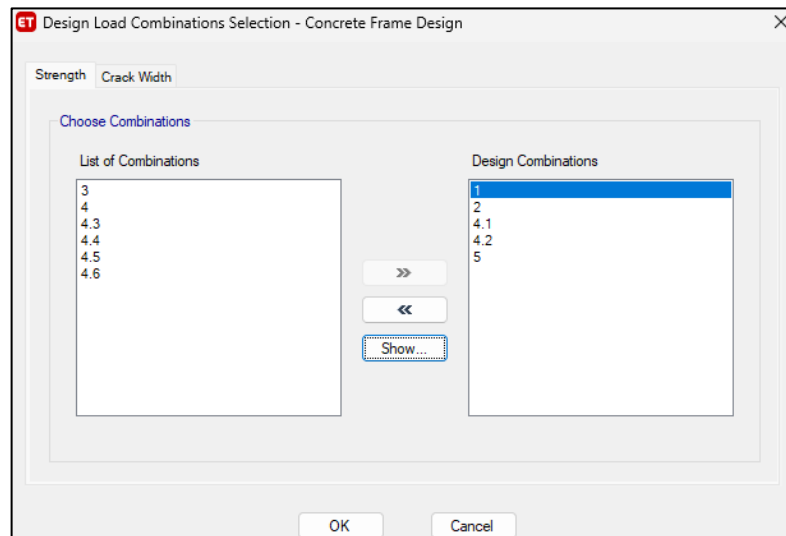 ET Design Load Combinations Selection - Concrete Frame Design
Strength Crack Width
Choose Combinations
List of Combinations
3
4
4.3
4.4
4.5
4.6
Design Combinations
1
2
4.1
4.2
5
>>
<<
Show...
OK Cancel